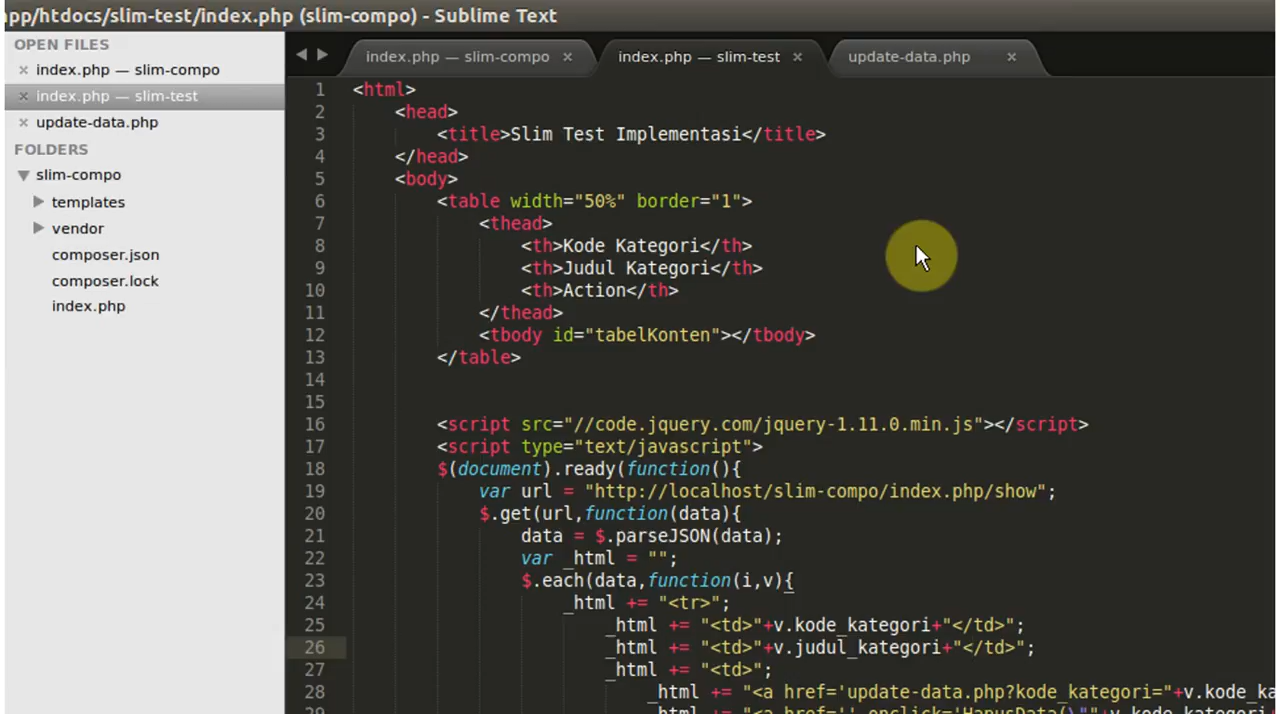 app/htdocs/slim-test/index.php (slim-compo) - Sublime Text
OPEN FILES
index.php — slim-compo
index.php — slim-test
update-data.php
FOLDERS
slim-compo
templates
vendor
composer.json
composer.lock
index.php
index.php — slim-compo
index.php — slim-test
update-data.php
1 <html>
2 <head>
3 <title>Slim Test Implementasi</title>
4 </head>
5 <body>
6 <table width="50%" border="1">
7 <thead>
8 <th>Kode Kategori</th>
9 <th>Judul Kategori</th>
10 <th>Action</th>
11 </thead>
12 <tbody id="tabelKonten"></tbody>
13 </table>
14
15
16 <script src="//code.jquery.com/jquery-1.11.0.min.js"></script>
17 <script type="text/javascript">
18 $(document).ready(function(){
19 var url = "http://localhost/slim-compo/index.php/show";
20 $.get(url,function(data){
21 data = $.parseJSON(data);
22 var _html = "";
23 $.each(data,function(i,v){
24 _html += "<tr>";
25 _html += "<td>"+v.kode_kategori+"</td>";
26 _html += "<td>"+v.judul_kategori+"</td>";
27 _html += "<td>";
28 _html += "<a href='update-data.php?kode_kategori="+v.kode_ka
29 _html += "<a href='' onclick='HapusData(\""+v.kode_kategori+